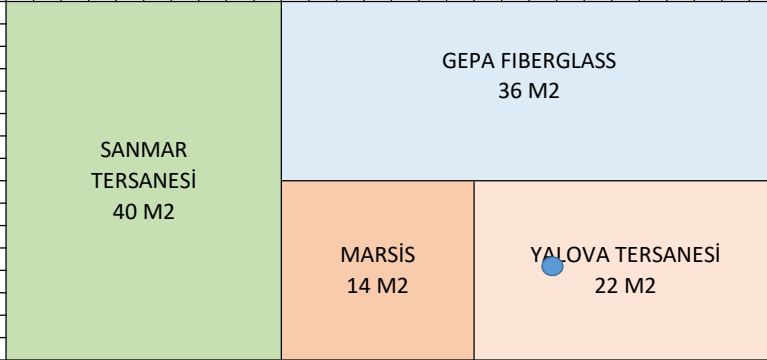 GEPA FIBERGLASS
36 M2
SANMAR
TERSANESİ
40 M2
MARSİS
14 M2
YALOVA TERSANESİ
22 M2